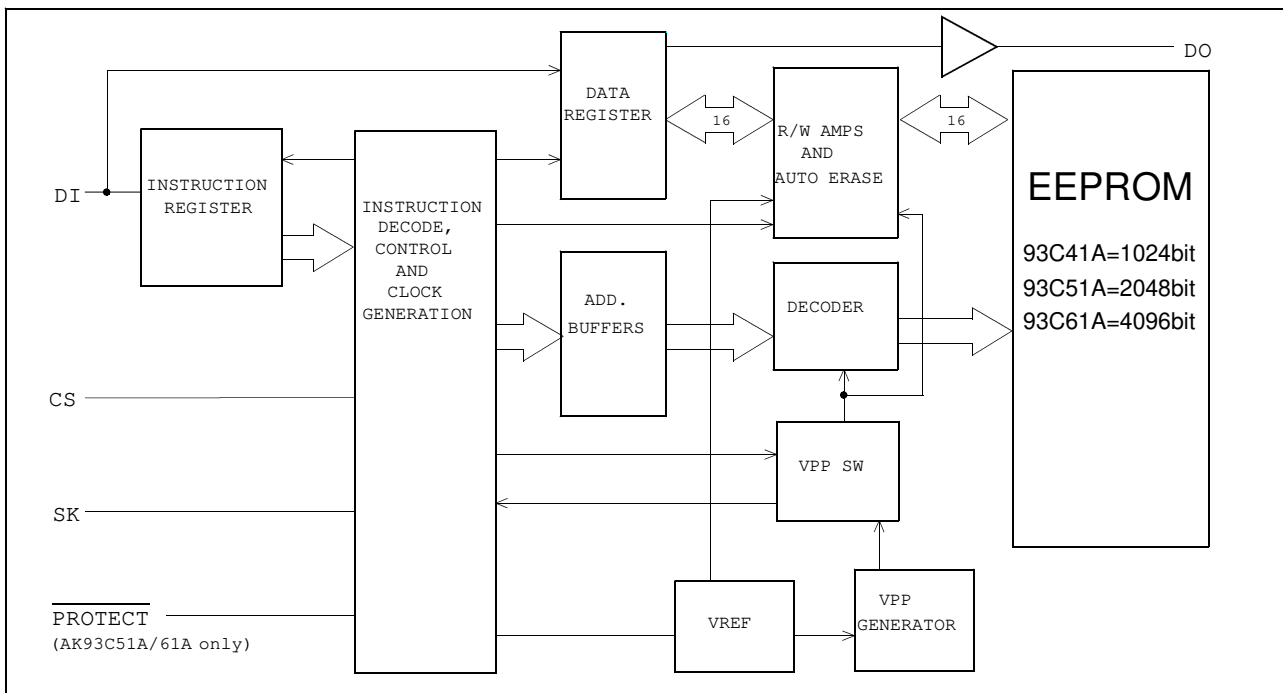 DO
DATA
REGISTER
16
R/W AMPS
AND
AUTO ERASE
16
EEPROM
93C41A=1024bit
93C51A=2048bit
93C61A=4096bit
DI
INSTRUCTION
REGISTER
INSTRUCTION
DECODE,
CONTROL
AND
CLOCK
GENERATION
ADD.
BUFFERS
DECODER
CS
VPP SW
SK
PROTECT
(AK93C51A/61A only)
VREF
VPP
GENERATOR